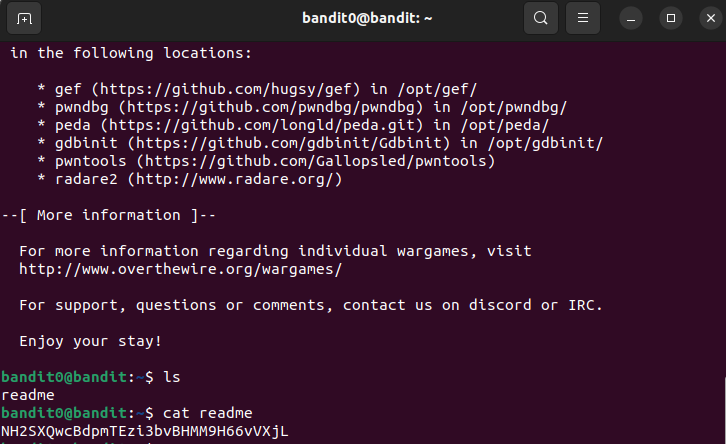 bandit0@bandit: ~
in the following locations:
* gef (https://github.com/hugsy/gef) in /opt/gef/
* pwndbg (https://github.com/pwndbg/pwndbg) in /opt/pwndbg/
* peda (https://github.com/longld/peda.git) in /opt/peda/
* gdbinit (https://github.com/gdbinit/Gdbinit) in /opt/gdbinit/
* pwntools (https://github.com/Gallopsled/pwntools)
* radare2 (http://www.radare.org/)
--[ More information ]--
For more information regarding individual wargames, visit
http://www.overthewire.org/wargames/
For support, questions or comments, contact us on discord or IRC.
Enjoy your stay!
bandit0@bandit:~$ ls
readme
bandit0@bandit:~$ cat readme
NH2SXQwcBdpmTEzi3bvBHMM9H66vVXjL